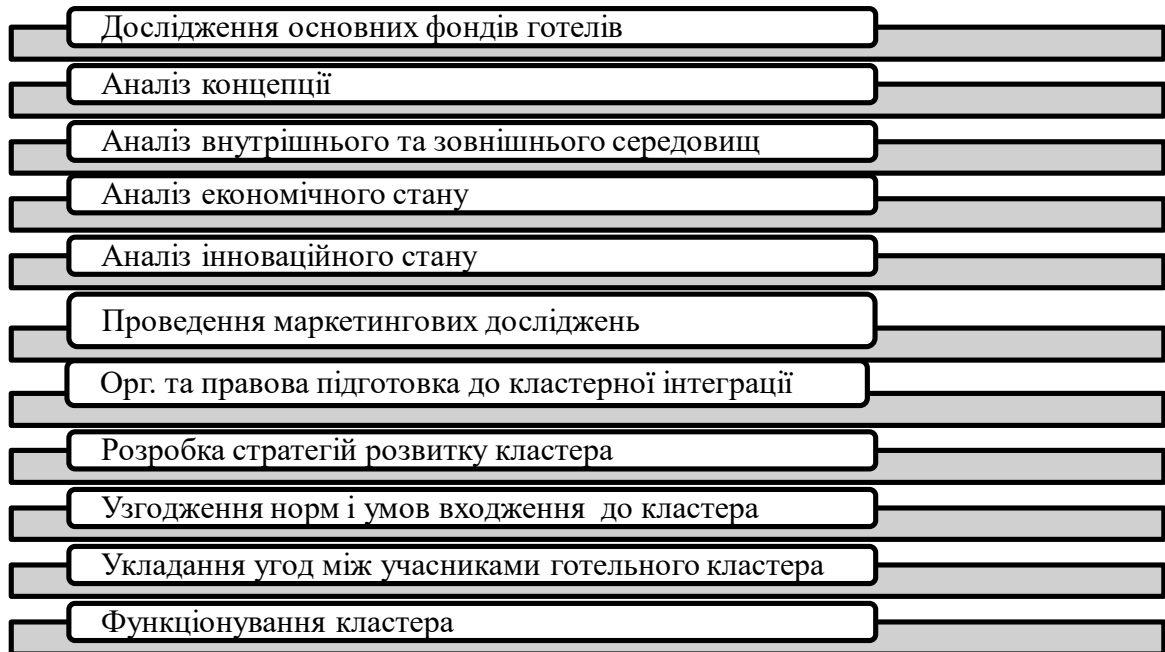 Дослідження основних фондів готелів
Аналіз концепції
Аналіз внутрішнього та зовнішнього середовищ
Аналіз економічного стану
Аналіз інноваційного стану
Проведення маркетингових досліджень
Орг. та правова підготовка до кластерної інтеграції
Розробка стратегій розвитку кластера
Узгодження норм і умов входження до кластера
Укладання угод між учасниками готельного кластера
Функціонування кластера